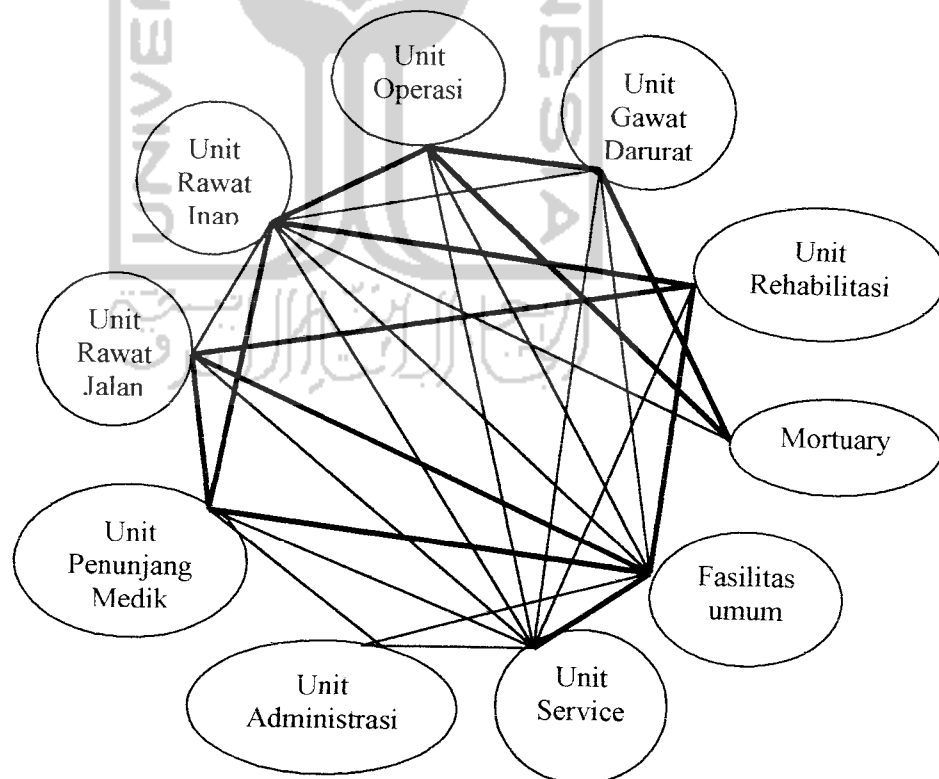 Unit
Operasi
Unit
Gawat
Darurat
Unit
Rawat
Inap
Unit
Rehabilitasi
Unit
Rawat
Jalan
Mortuary
Unit
Penunjang
Medik
Fasilitas
umum
Unit
Administrasi
Unit
Service